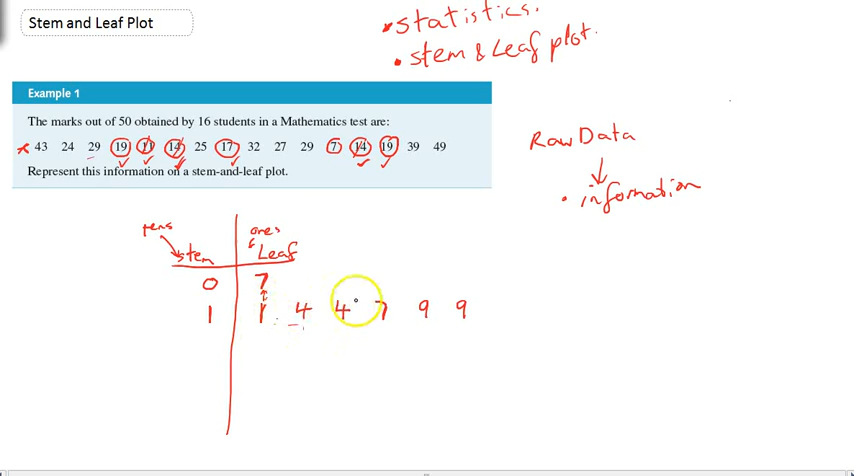 Stem and Leaf Plot
• statistics.
• stem & Leaf plot.
Example 1
The marks out of 50 obtained by 16 students in a Mathematics test are:
43 24 29 19 11 14 25 17 32 27 29 7 14 19 39 49
Represent this information on a stem-and-leaf plot.
Raw Data
• information
tens ones
stem Leaf
0 7
1 1 4 4 7 9 9